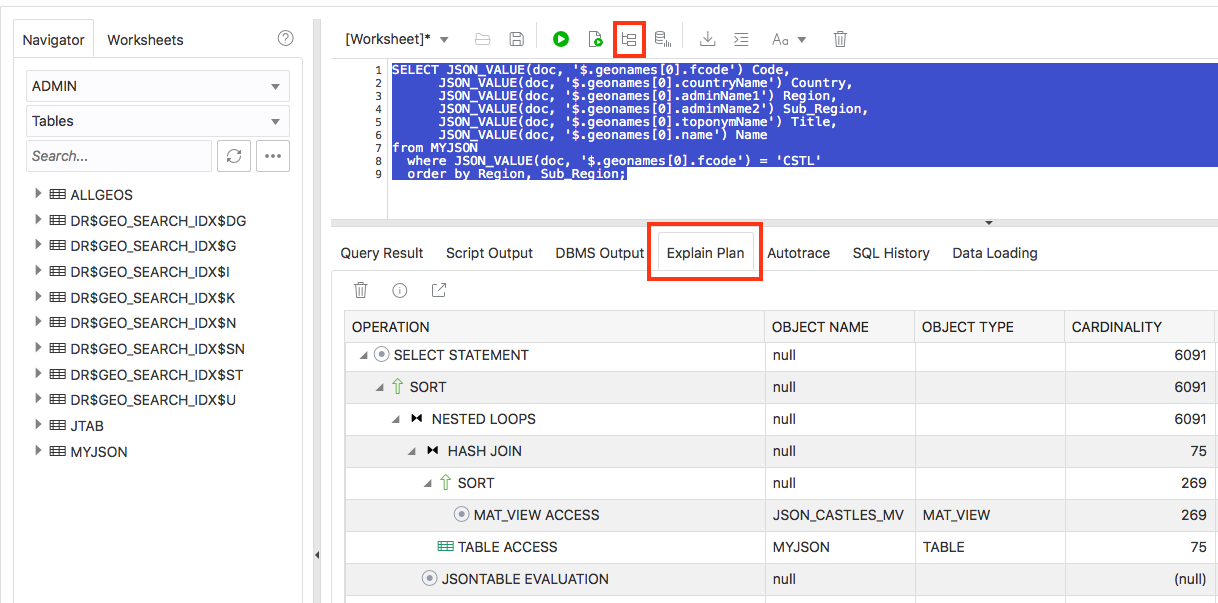 Navigator Worksheets
[Worksheet]* Aa
ADMIN
Tables
Search...
ALLGEOS
DR$GEO_SEARCH_IDX$DG
DR$GEO_SEARCH_IDX$G
DR$GEO_SEARCH_IDX$I
DR$GEO_SEARCH_IDX$K
DR$GEO_SEARCH_IDX$N
DR$GEO_SEARCH_IDX$SN
DR$GEO_SEARCH_IDX$ST
DR$GEO_SEARCH_IDX$U
JTAB
MYJSON
1 SELECT JSON_VALUE(doc, '$.geonames[0].fcode') Code,
2 JSON_VALUE(doc, '$.geonames[0].countryName') Country,
3 JSON_VALUE(doc, '$.geonames[0].adminName1') Region,
4 JSON_VALUE(doc, '$.geonames[0].adminName2') Sub_Region,
5 JSON_VALUE(doc, '$.geonames[0].toponymName') Title,
6 JSON_VALUE(doc, '$.geonames[0].name') Name
7 from MYJSON
8 where JSON_VALUE(doc, '$.geonames[0].fcode') = 'CSTL'
9 order by Region, Sub_Region;
Query Result Script Output DBMS Output Explain Plan Autotrace SQL History Data Loading
OPERATION OBJECT NAME OBJECT TYPE CARDINALITY
SELECT STATEMENT null 6091
SORT null 6091
NESTED LOOPS null 6091
HASH JOIN null 75
SORT null 269
MAT_VIEW ACCESS JSON_CASTLES_MV MAT_VIEW 269
TABLE ACCESS MYJSON TABLE 75
JSONTABLE EVALUATION null (null)